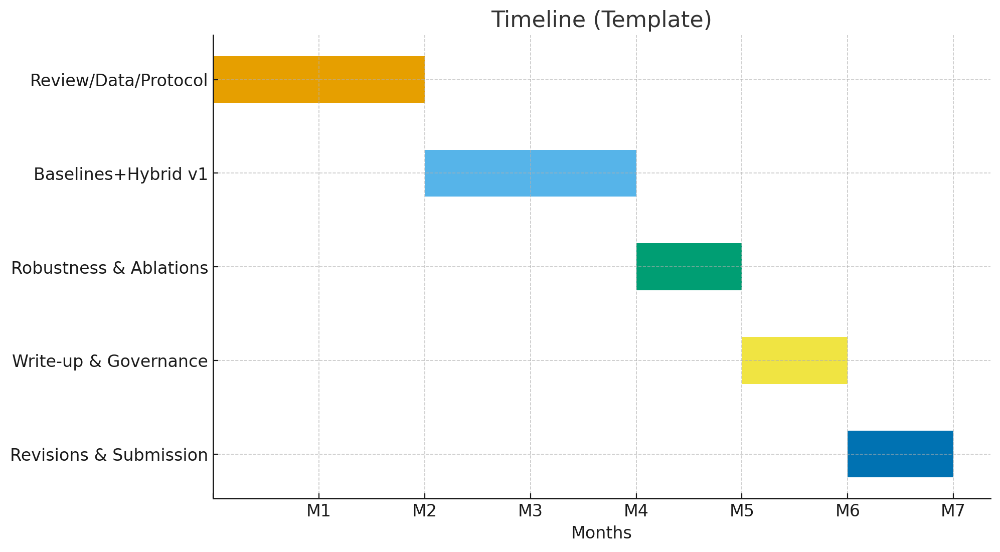 Timeline (Template)
Review/Data/Protocol
Baselines+Hybrid v1
Robustness & Ablations
Write-up & Governance
Revisions & Submission
M1 M2 M3 M4 M5 M6 M7
Months